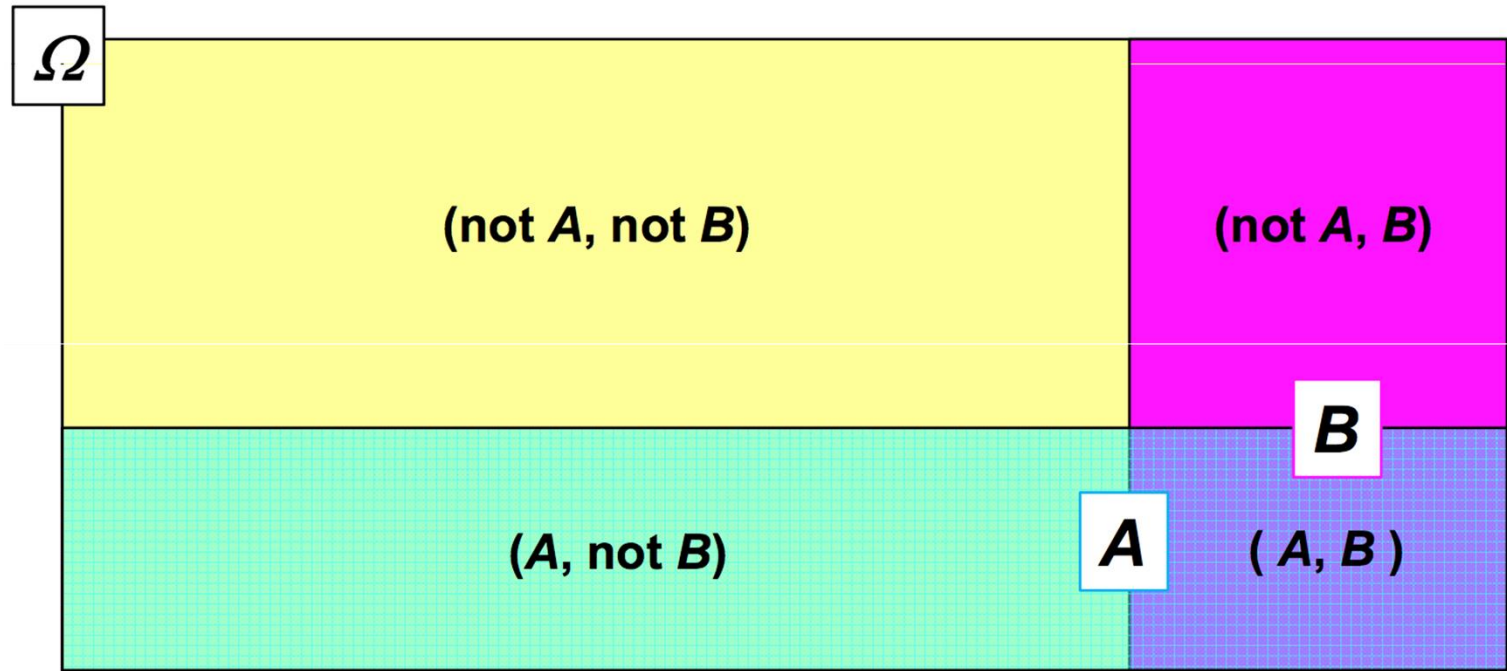 Ω
(not A, not B)
(not A, B)
B
(A, not B)
A
( A, B )